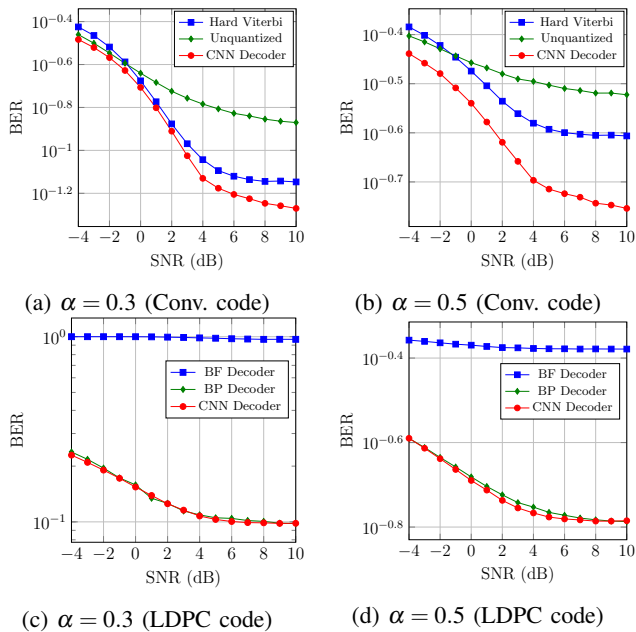 10^−0.4
10^−0.6
10^−0.8
10^−1
10^−1.2
BER
Hard Viterbi
Unquantized
CNN Decoder
−4 −2 0 2 4 6 8 10
SNR (dB)
(a) α = 0.3 (Conv. code)
10^−0.4
10^−0.5
10^−0.6
10^−0.7
BER
Hard Viterbi
Unquantized
CNN Decoder
−4 −2 0 2 4 6 8 10
SNR (dB)
(b) α = 0.5 (Conv. code)
10^0
10^−1
BER
BF Decoder
BP Decoder
CNN Decoder
−4 −2 0 2 4 6 8 10
SNR (dB)
(c) α = 0.3 (LDPC code)
10^−0.4
10^−0.6
10^−0.8
BER
BF Decoder
BP Decoder
CNN Decoder
−4 −2 0 2 4 6 8 10
SNR (dB)
(d) α = 0.5 (LDPC code)